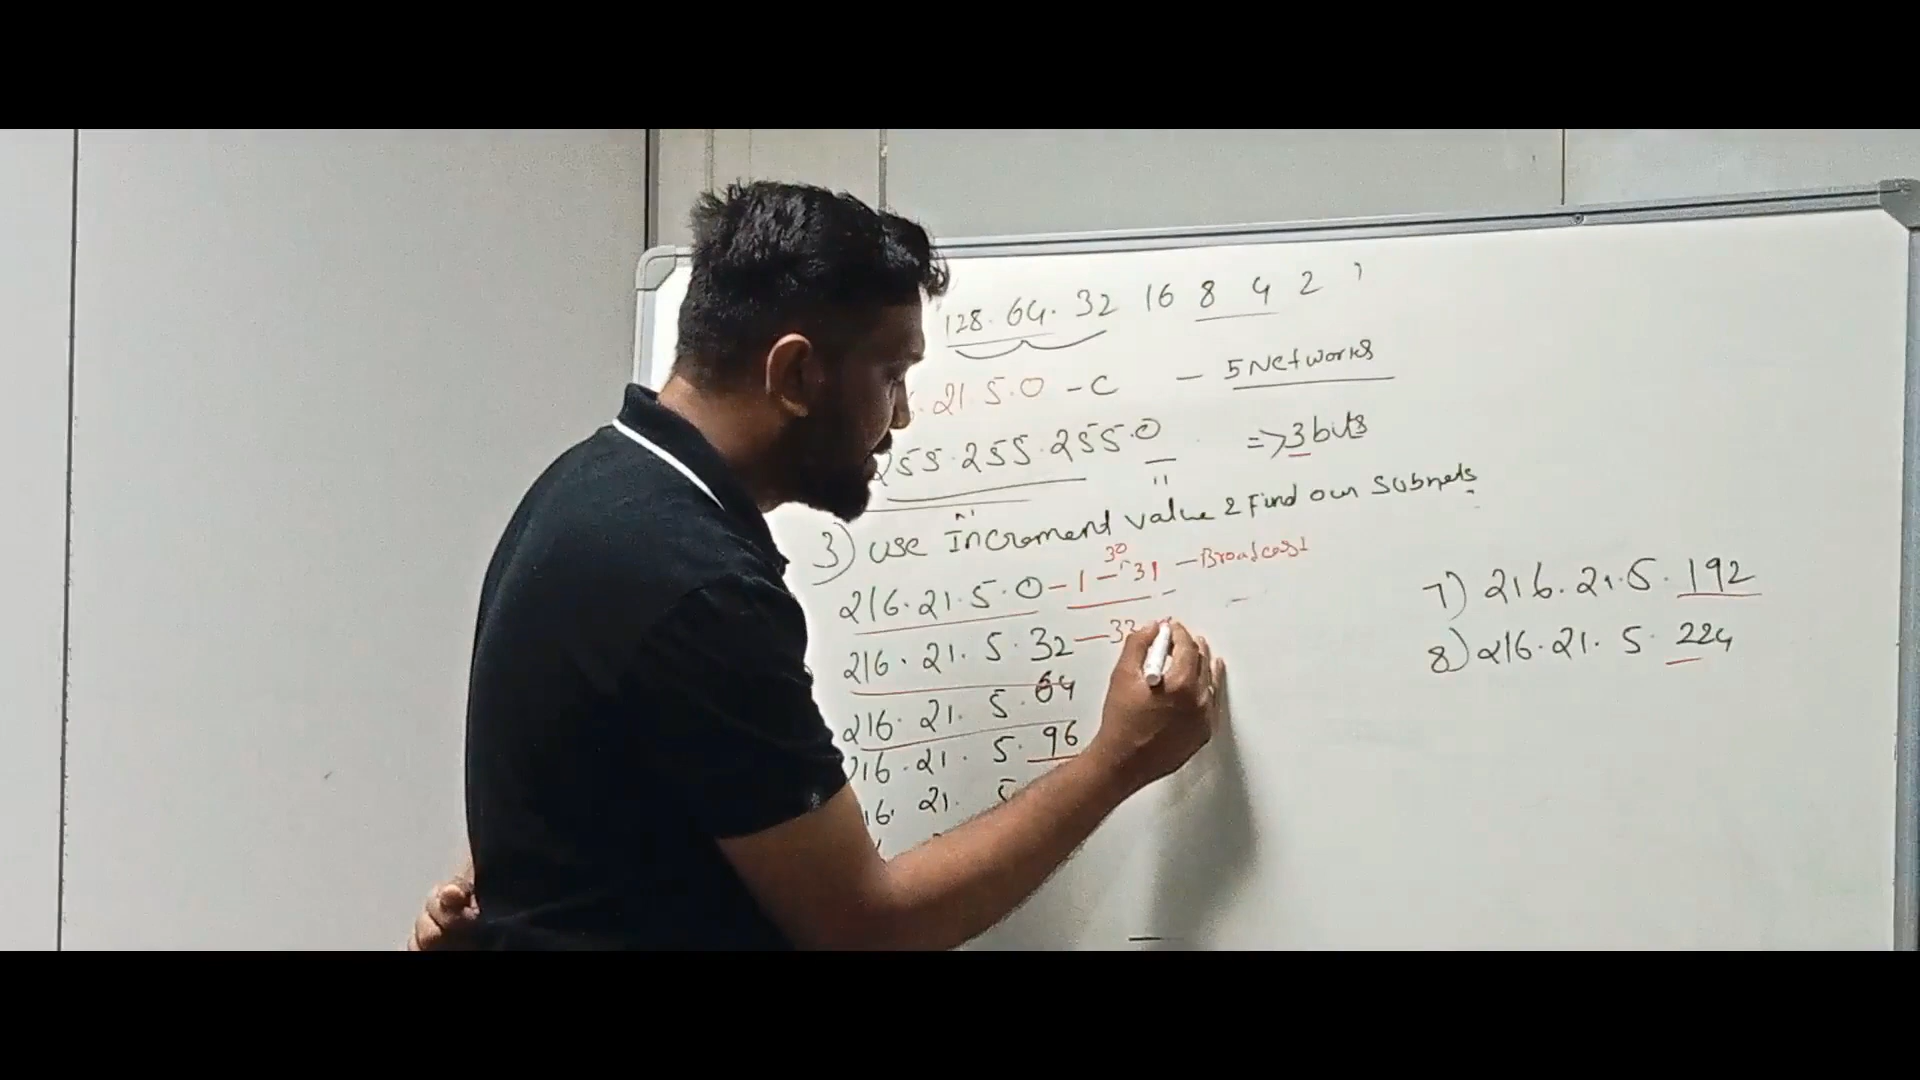 128. 64. 32 16 8 4 2 1
.21.5.0 - C - 5 Networks
255.255.255.0 => 3 bits
3) use Increment value & Find our Subnets
216.21.5.0 - 1 - 30 31 - Broadcast
216.21.5.32 - 33
216.21.5.64
216.21.5.96
16.21.
7) 216.21.5.192
8) 216.21.5.224